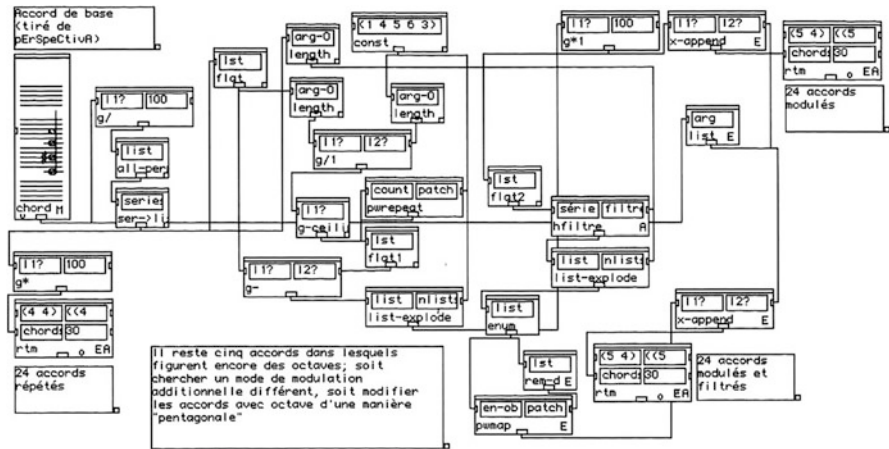 Accord de base
(tiré de
pErSpeCtivA)
chord M
l1? 100
g/
list
all-per
series
ser->li
l1? 100
g*
(4 4) ((4
chords 30
rtm o EA
24 accords
répétés
lst
flat
arg-0
length
(1 4 5 6 3)
const
arg-0
length
arg-0
length
l1? l2?
g/1
count patch
pwrepeat
l1?
g-ceili
lst
flat1
l1? l2?
g-
list nlists
list-explode
Il reste cinq accords dans lesquels
figurent encore des octaves; soit
chercher un mode de modulation
additionnelle différent, soit modifier
les accords avec octave d'une manière
"pentagonale"
l1? 100
g*1
l1? l2?
x-append E
(5 4) ((5
chords 30
rtm o EA
24 accords
modulés
arg
list E
lst
flat2
série filtre
hfiltre A
list nlists
list-explode
list
enum
lst
rem-d E
en-ob patch
pwmap E
l1? l2?
x-append E
(5 4) ((5
chords 30
rtm o EA
24 accords
modulés et
filtrés